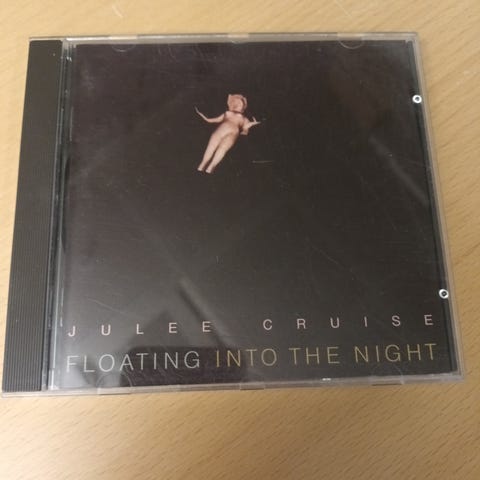 JULEE CRUISE
FLOATING INTO THE NIGHT